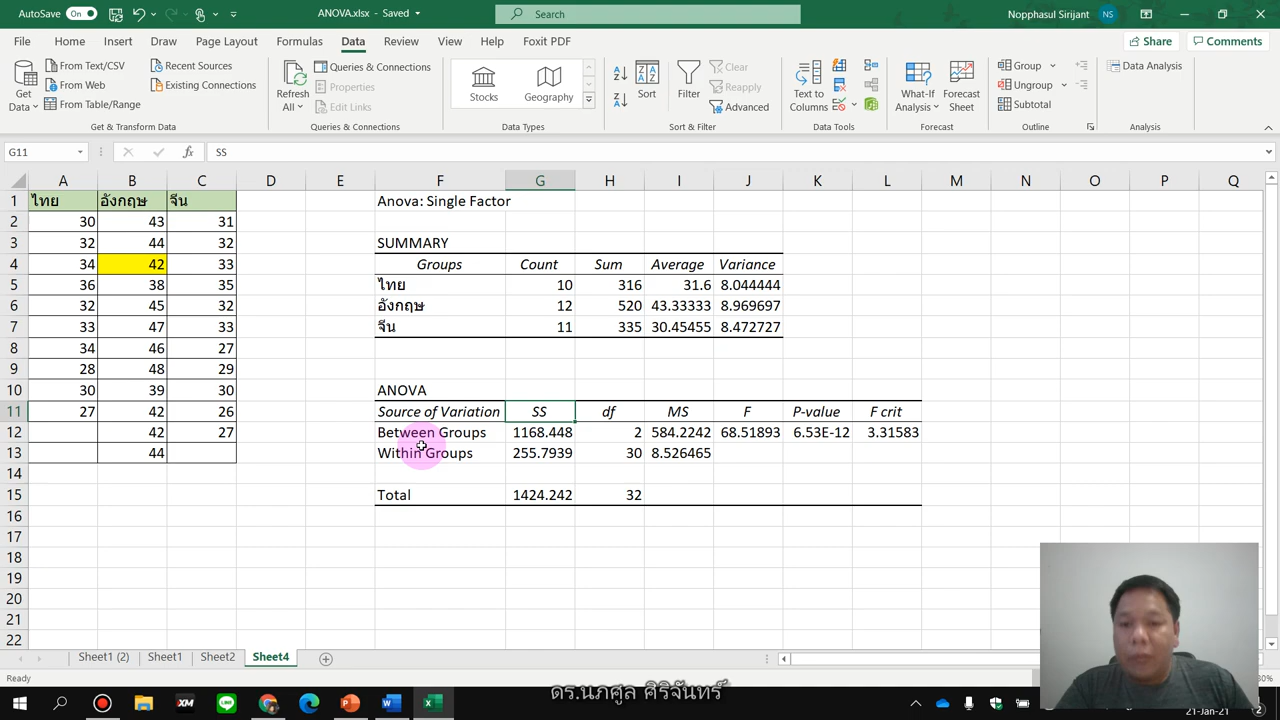 AutoSave On ANOVA.xlsx - Saved Search Nopphasul Sirijant NS
File Home Insert Draw Page Layout Formulas Data Review View Help Foxit PDF Share Comments
Get Data
From Text/CSV
From Web
From Table/Range
Recent Sources
Existing Connections
Get & Transform Data
Refresh All
Queries & Connections
Properties
Edit Links
Queries & Connections
Stocks
Geography
Data Types
Sort
Filter
Clear
Reapply
Advanced
Sort & Filter
Text to Columns
Data Tools
What-If Analysis
Forecast Sheet
Forecast
Group
Ungroup
Subtotal
Outline
Data Analysis
Analysis
G11 fx SS
A B C D E F G H I J K L M N O P Q
1 ไทย อังกฤษ จีน Anova: Single Factor
2 30 43 31
3 32 44 32 SUMMARY
4 34 42 33 Groups Count Sum Average Variance
5 36 38 35 ไทย 10 316 31.6 8.044444
6 32 45 32 อังกฤษ 12 520 43.33333 8.969697
7 33 47 33 จีน 11 335 30.45455 8.472727
8 34 46 27
9 28 48 29
10 30 39 30 ANOVA
11 27 42 26 Source of Variation SS df MS F P-value F crit
12 42 27 Between Groups 1168.448 2 584.2242 68.51893 6.53E-12 3.31583
13 44 Within Groups 255.7939 30 8.526465
14
15 Total 1424.242 32
16
17
18
19
20
21
22
Sheet1 (2) Sheet1 Sheet2 Sheet4
Ready
ดร.นภศูล ศิริจันทร์
21-Jan-21